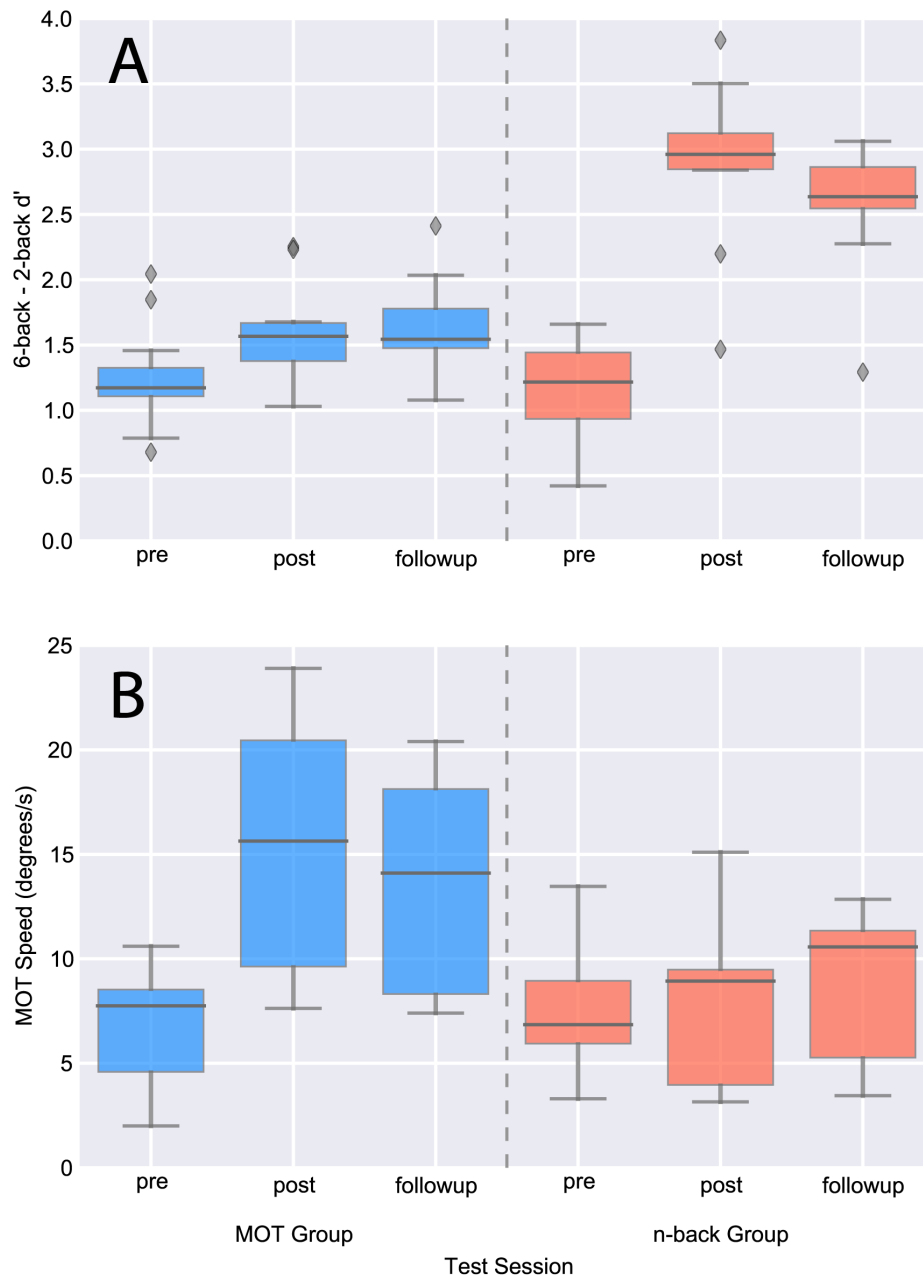 A
4.0
3.5
3.0
2.5
2.0
1.5
1.0
0.5
0.0
6-back - 2-back d'
pre post followup pre post followup
B
25
20
15
10
5
0
MOT Speed (degrees/s)
pre post followup pre post followup
MOT Group n-back Group
Test Session